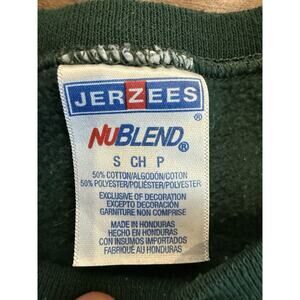 JERZEES
®
NUBLEND®
S CH P
50% COTTON/ALGODÓN/COTON
50% POLYESTER/POLIÉSTER/POLYESTER
EXCLUSIVE OF DECORATION
EXCEPTO DECORACIÓN
GARNITURE NON COMPRISE
MADE IN HONDURAS
HECHO EN HONDURAS
CON INSUMOS IMPORTADOS
FABRIQUÉ AU HONDURAS